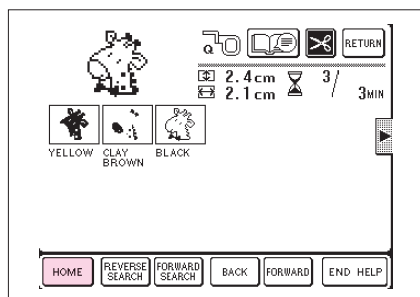 Q
RETURN
2.4cm 3/
2.1cm 3MIN
YELLOW CLAY BROWN BLACK
HOME REVERSE SEARCH FORWARD SEARCH BACK FORWARD END HELP